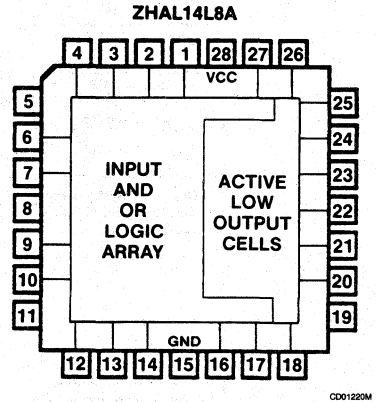 ZHAL14L8A
4 3 2 1 28 27 26
VCC
5
6
7
8
9
10
11
INPUT
AND
OR
LOGIC
ARRAY
ACTIVE
LOW
OUTPUT
CELLS
25
24
23
22
21
20
19
GND
12 13 14 15 16 17 18
CD01220M